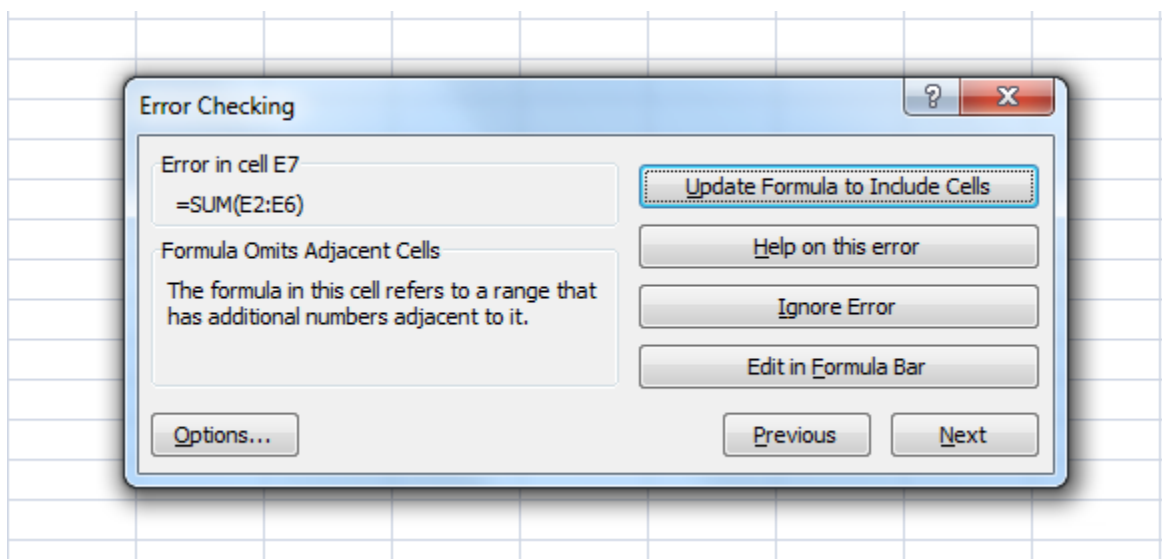 Error Checking
?
X
Error in cell E7
=SUM(E2:E6)
Formula Omits Adjacent Cells
The formula in this cell refers to a range that
has additional numbers adjacent to it.
Update Formula to Include Cells
Help on this error
Ignore Error
Edit in Formula Bar
Options...
Previous
Next